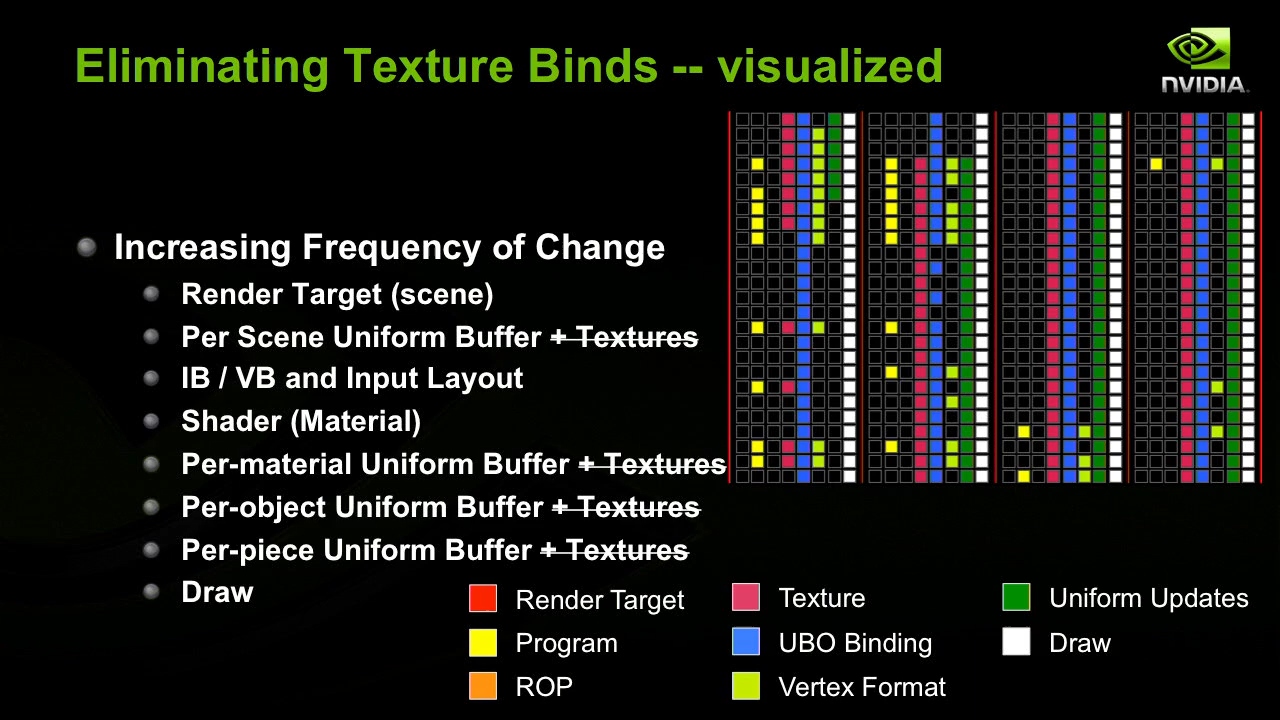 Eliminating Texture Binds -- visualized
NVIDIA.
Increasing Frequency of Change
Render Target (scene)
Per Scene Uniform Buffer + Textures
IB / VB and Input Layout
Shader (Material)
Per-material Uniform Buffer + Textures
Per-object Uniform Buffer + Textures
Per-piece Uniform Buffer + Textures
Draw
Render Target
Texture
Uniform Updates
Program
UBO Binding
Draw
ROP
Vertex Format